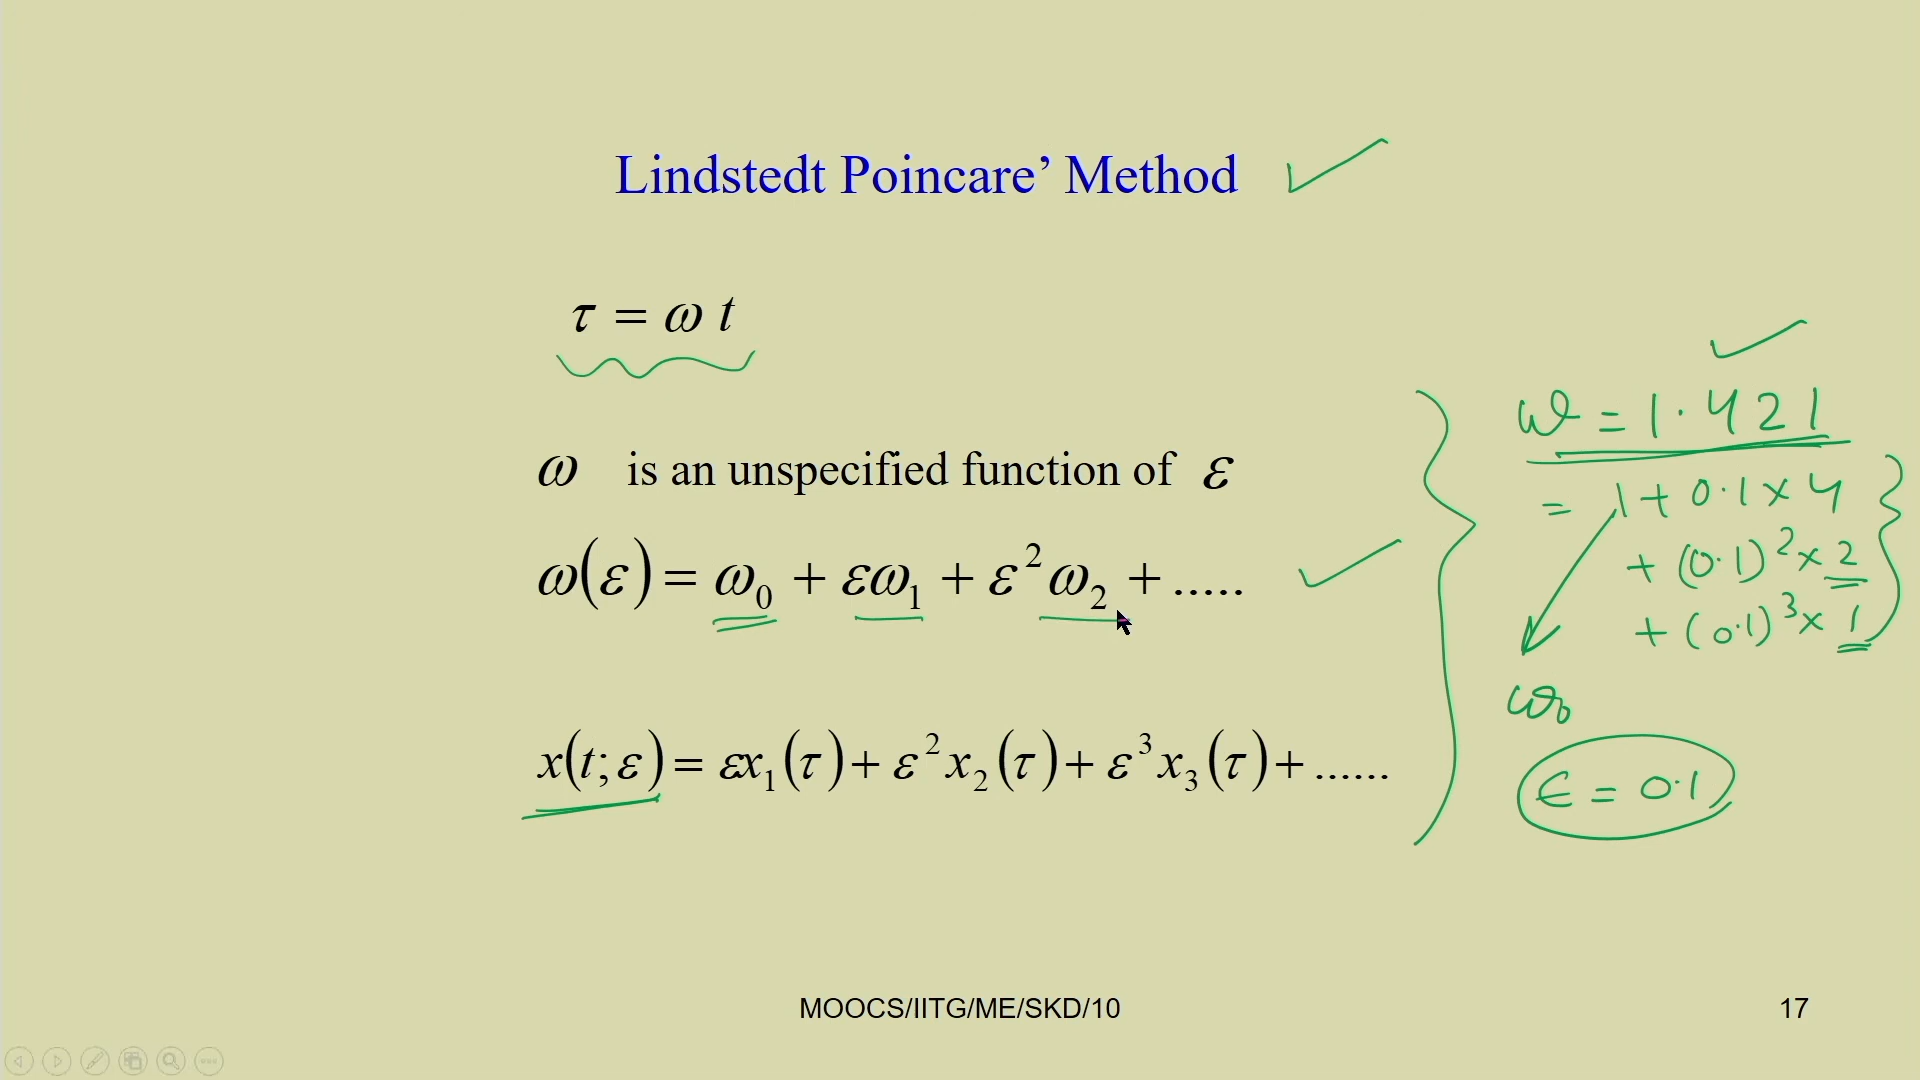 Lindstedt Poincare’ Method
τ = ω t
ω is an unspecified function of ε
ω(ε) = ω₀ + εω₁ + ε²ω₂ + .....
x(t;ε) = εx₁(τ) + ε²x₂(τ) + ε³x₃(τ) + ......
ω = 1.421
= 1 + 0.1 × 4
+ (0.1)² × 2
+ (0.1)³ × 1
ω₀
ϵ = 0.1
MOOCS/IITG/ME/SKD/10
17